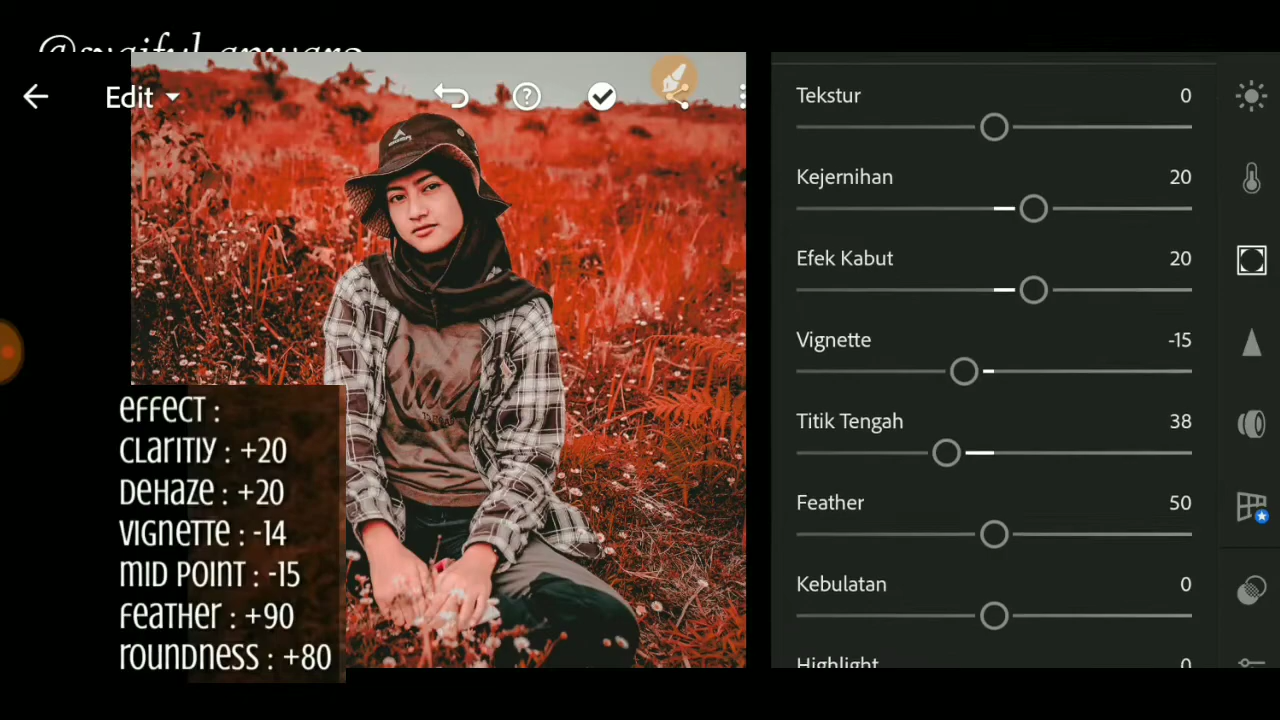 Edit
effect :
Claritiy : +20
Dehaze : +20
Vignette : -14
mid point : -15
feather : +90
roundness : +80
Tekstur 0
Kejernihan 20
Efek Kabut 20
Vignette -15
Titik Tengah 38
Feather 50
Kebulatan 0
Highlight 0